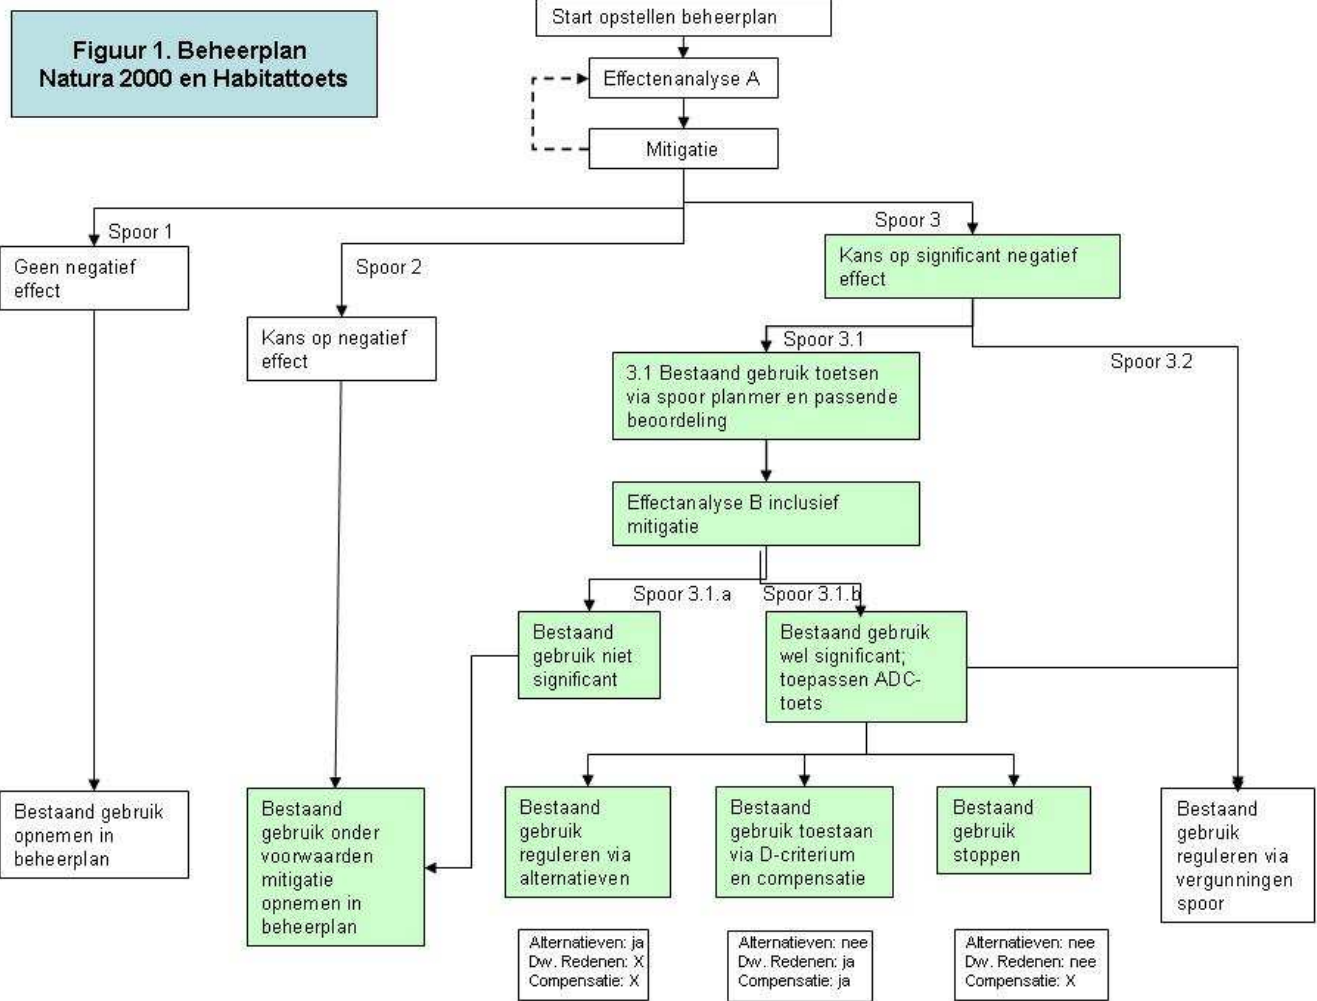 Figuur 1. Beheerplan
Natura 2000 en Habitattoets
Start opstellen beheerplan
Effectenanalyse A
Mitigatie
Spoor 1
Spoor 2
Spoor 3
Geen negatief
effect
Kans op negatief
effect
Kans op significant negatief
effect
Spoor 3.1
Spoor 3.2
3.1 Bestaand gebruik toetsen
via spoor planmer en passende
beoordeling
Effectanalyse B inclusief
mitigatie
Spoor 3.1.a
Spoor 3.1.b
Bestaand
gebruik niet
significant
Bestaand gebruik
wel significant;
toepassen ADC-
toets
Bestaand gebruik
opnemen in
beheerplan
Bestaand
gebruik onder
voorwaarden
mitigatie
opnemen in
beheerplan
Bestaand
gebruik
reguleren via
alternatieven
Bestaand
gebruik toestaan
via D-criterium
en compensatie
Bestaand
gebruik
stoppen
Bestaand
gebruik
reguleren via
vergunningen
spoor
Alternatieven: ja
Dw. Redenen: X
Compensatie: X
Alternatieven: nee
Dw. Redenen: ja
Compensatie: ja
Alternatieven: nee
Dw. Redenen: nee
Compensatie: X